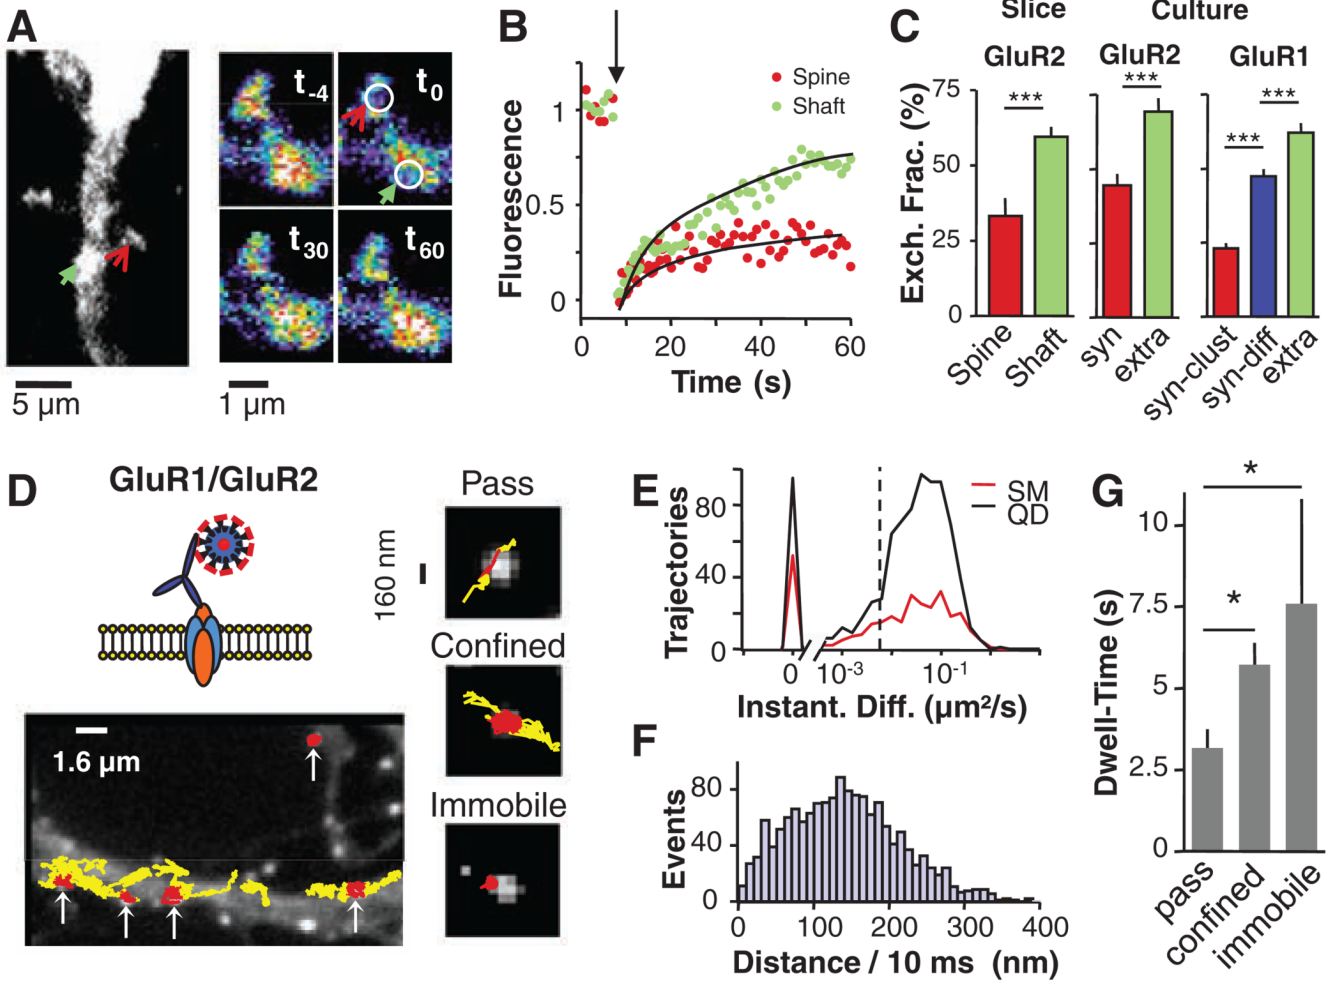 A
t-4
t0
t30
t60
5 µm
1 µm
B
Spine
Shaft
Fluorescence
1
0.5
0
0
20
40
60
Time (s)
C
Slice
Culture
GluR2
GluR2
GluR1
***
***
***
***
Exch. Frac. (%)
75
50
25
0
Spine
Shaft
syn
extra
syn-clust
syn-diff
extra
D
GluR1/GluR2
1.6 µm
160 nm
Pass
Confined
Immobile
E
SM
QD
Trajectories
80
40
0
0
10-3
10-1
Instant. Diff. (µm²/s)
F
Events
80
40
0
0
100
200
300
400
Distance / 10 ms (nm)
G
*
*
Dwell-Time (s)
10
7.5
5
2.5
0
pass
confined
immobile